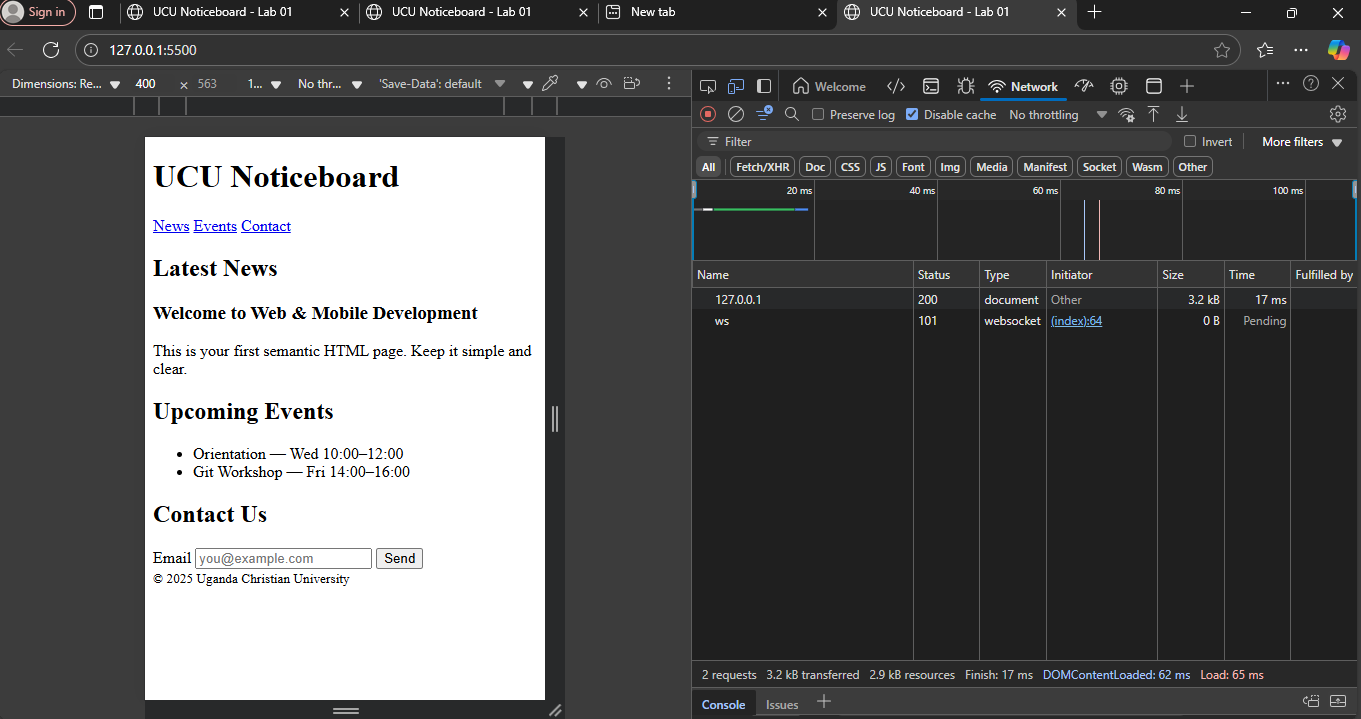 Sign in
UCU Noticeboard - Lab 01
UCU Noticeboard - Lab 01
New tab
UCU Noticeboard - Lab 01
127.0.0.1:5500
Dimensions: Re... 400 × 563 1... No thr... 'Save-Data': default
Welcome Network
Preserve log Disable cache No throttling
Filter Invert More filters
All Fetch/XHR Doc CSS JS Font Img Media Manifest Socket Wasm Other
20 ms 40 ms 60 ms 80 ms 100 ms
Name Status Type Initiator Size Time Fulfilled by
127.0.0.1 200 document Other 3.2 kB 17 ms
ws 101 websocket (index):64 0 B Pending
2 requests 3.2 kB transferred 2.9 kB resources Finish: 17 ms DOMContentLoaded: 62 ms Load: 65 ms
Console Issues
UCU Noticeboard
News Events Contact
Latest News
Welcome to Web & Mobile Development
This is your first semantic HTML page. Keep it simple and
clear.
Upcoming Events
• Orientation — Wed 10:00–12:00
• Git Workshop — Fri 14:00–16:00
Contact Us
Email you@example.com Send
© 2025 Uganda Christian University